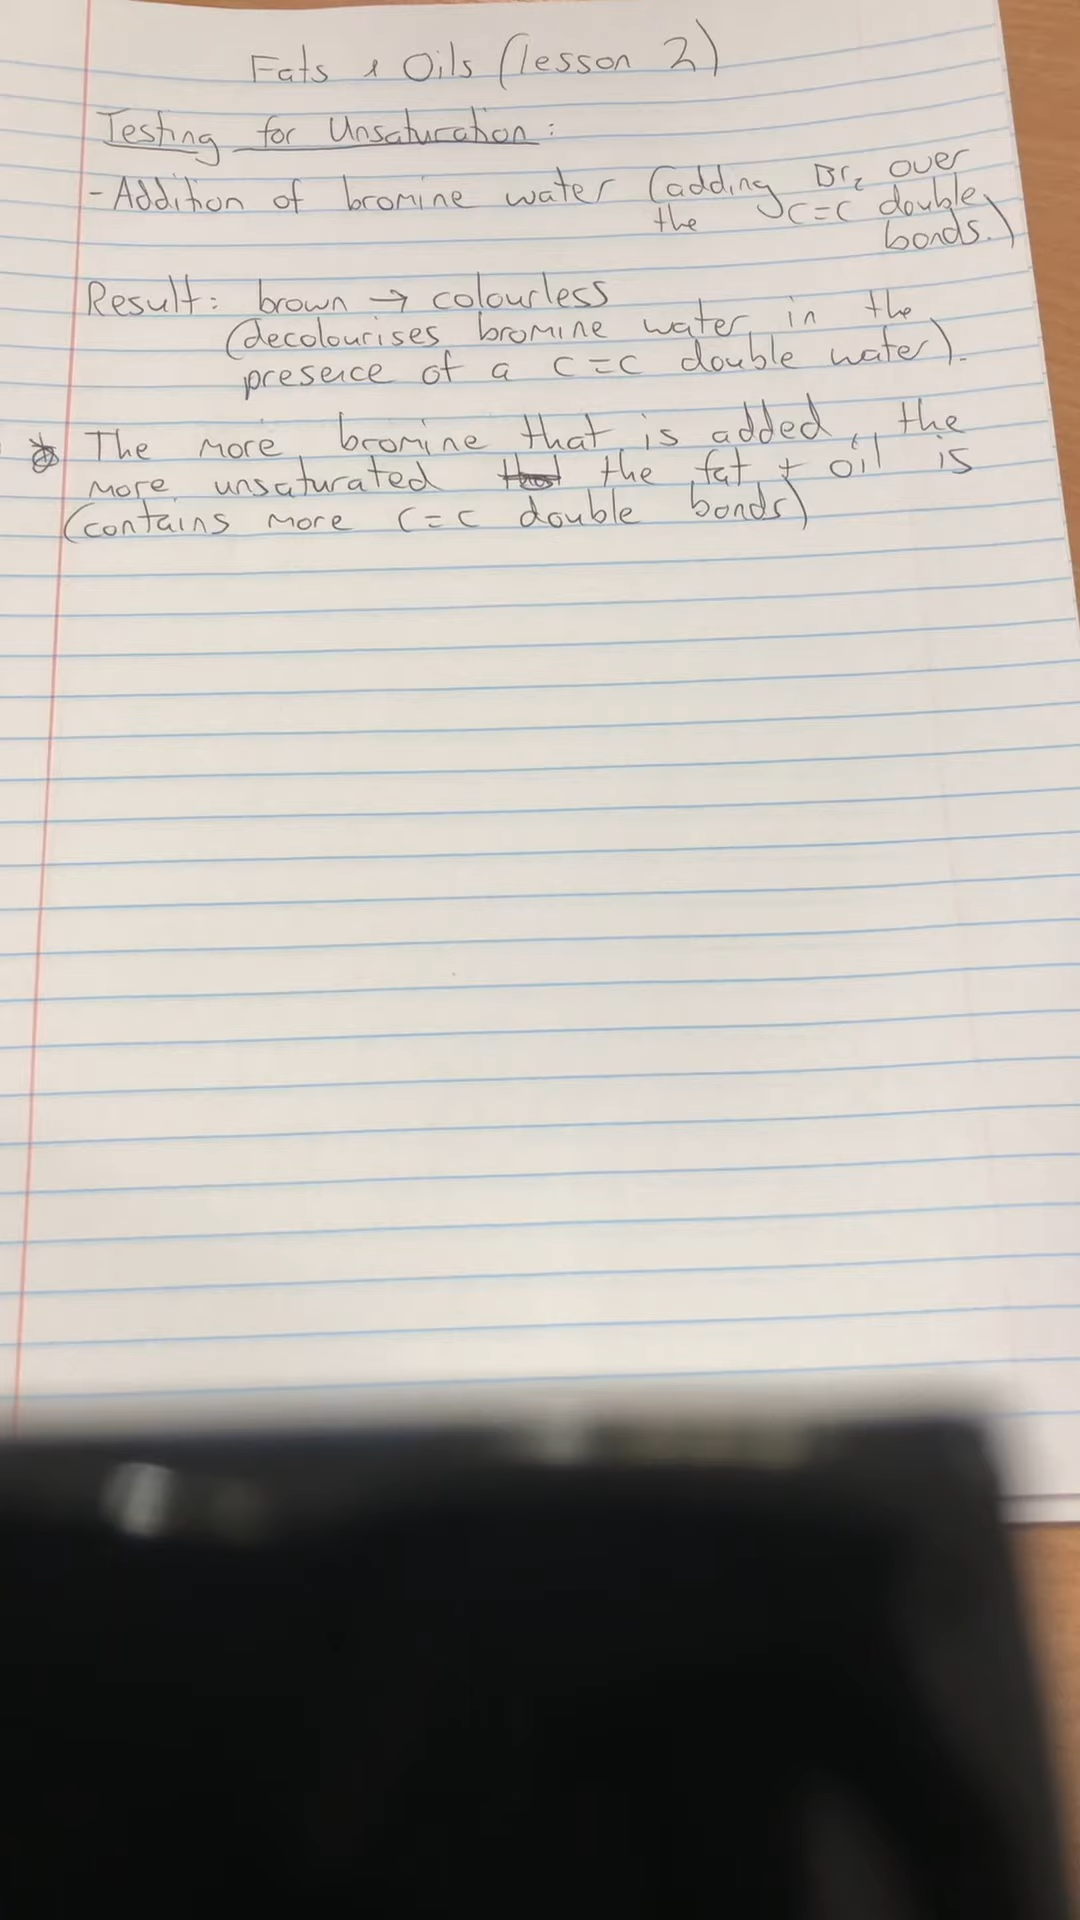 Fats & Oils (lesson 2)
Testing for Unsaturation:
- Addition of bromine water (adding Br₂ over
the C=C double
bonds.)
Result: brown → colourless
(decolourises bromine water in the
presence of a C=C double water).
* The more bromine that is added, the
more unsaturated the fat + oil is
(contains more C=C double bonds)